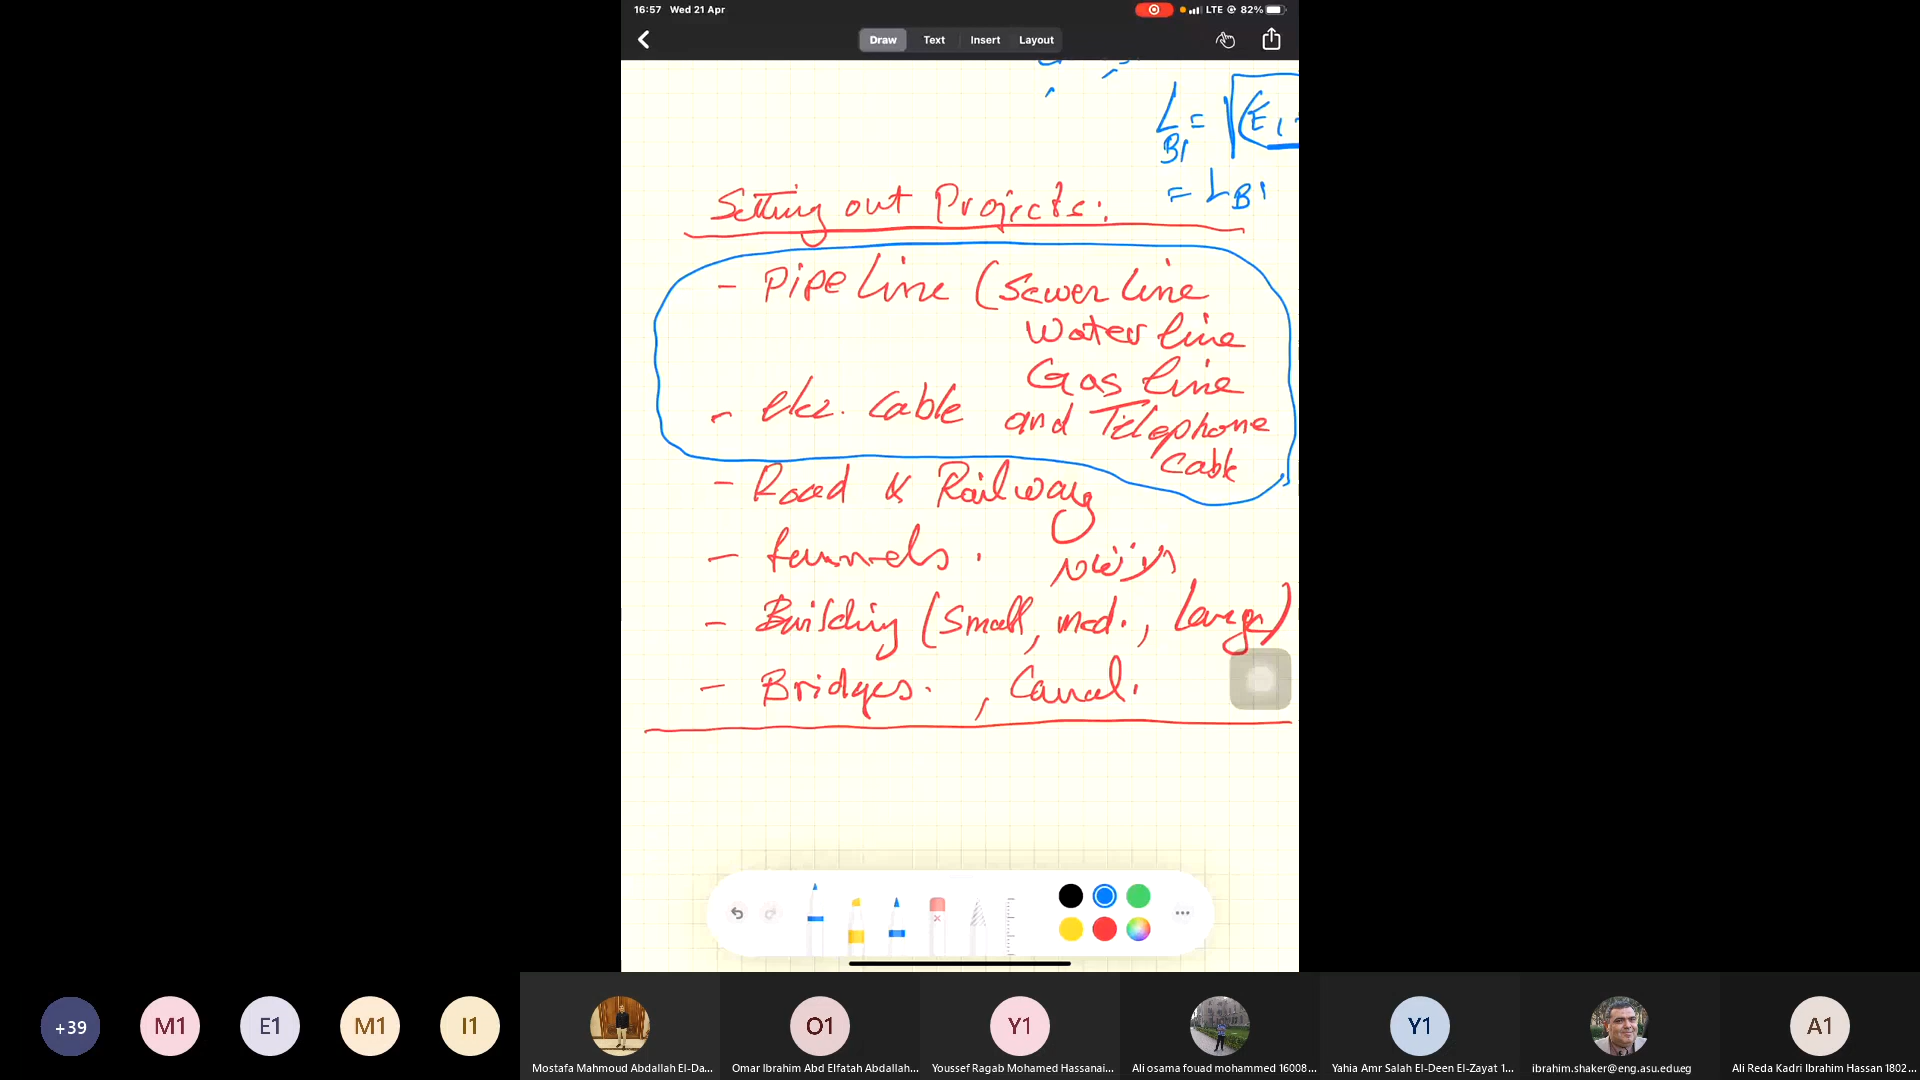 16:57 Wed 21 Apr
LTE 82%
Draw Text Insert Layout
L = √(E1-
B1
= LB1
Setting out Projects:
- Pipe Line (Sewer line
Water line
Gas line
- elec. cable and Telephone
Cable
- Road & Railway
- tunnels.
- Building (Small, med., Large)
- Bridges. , Canal.
+39 M1 E1 M1 I1 O1 Y1 Y1 A1
Mostafa Mahmoud Abdallah El-Da... Omar Ibrahim Abd Elfatah Abdallah... Youssef Ragab Mohamed Hassanai... Ali osama fouad mohammed 16008... Yahia Amr Salah El-Deen El-Zayat 1... ibrahim.shaker@eng.asu.edu.eg Ali Reda Kadri Ibrahim Hassan 1802...